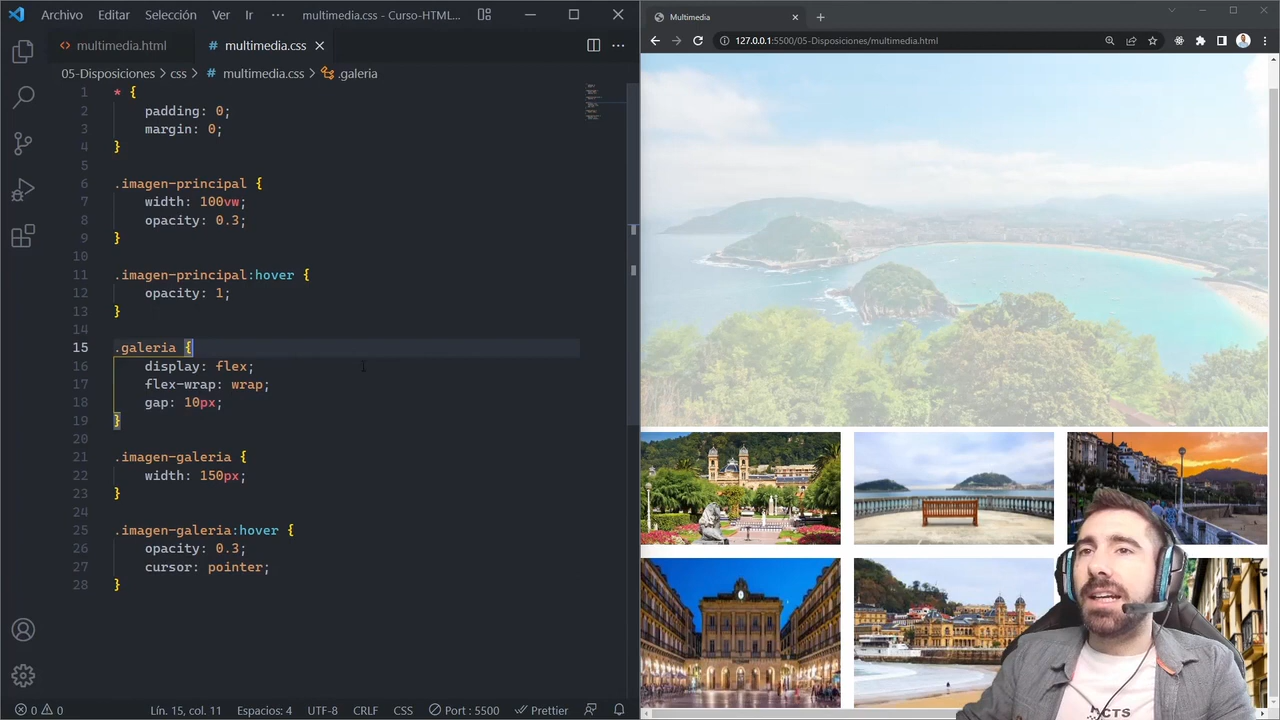 Archivo Editar Selección Ver Ir ··· multimedia.css - Curso-HTML...
multimedia.html
# multimedia.css
05-Disposiciones > css > # multimedia.css > .galeria
1 * {
2 padding: 0;
3 margin: 0;
4 }
5
6 .imagen-principal {
7 width: 100vw;
8 opacity: 0.3;
9 }
10
11 .imagen-principal:hover {
12 opacity: 1;
13 }
14
15 .galeria {
16 display: flex;
17 flex-wrap: wrap;
18 gap: 10px;
19 }
20
21 .imagen-galeria {
22 width: 150px;
23 }
24
25 .imagen-galeria:hover {
26 opacity: 0.3;
27 cursor: pointer;
28 }
0 0 Lín. 15, col. 11 Espacios: 4 UTF-8 CRLF CSS Port : 5500 Prettier
Multimedia
127.0.0.1:5500/05-Disposiciones/multimedia.html
CTS